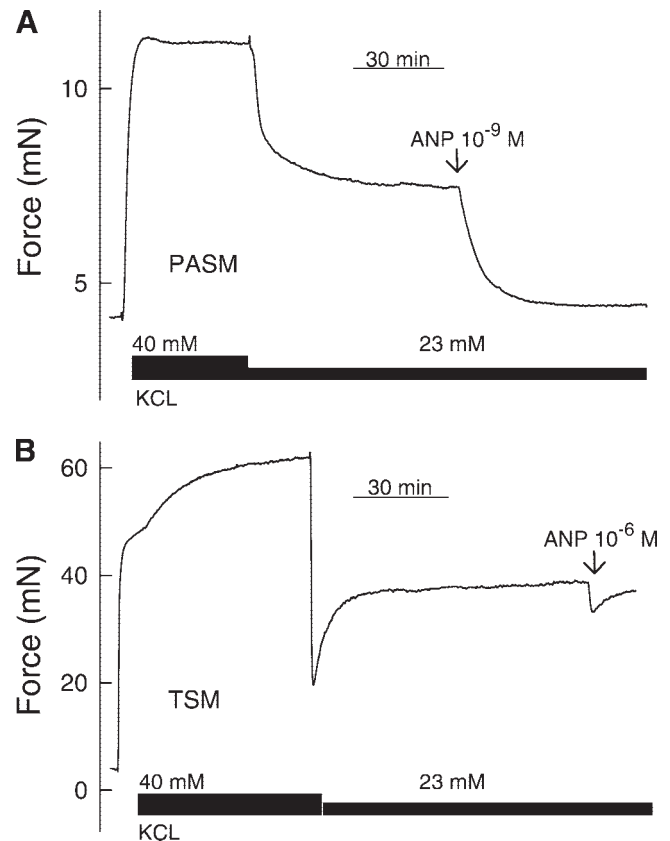 A
30 min
10
ANP 10⁻⁹ M
Force (mN)
PASM
5
40 mM
23 mM
KCL
B
60
30 min
ANP 10⁻⁶ M
40
Force (mN)
20
TSM
40 mM
23 mM
0
KCL